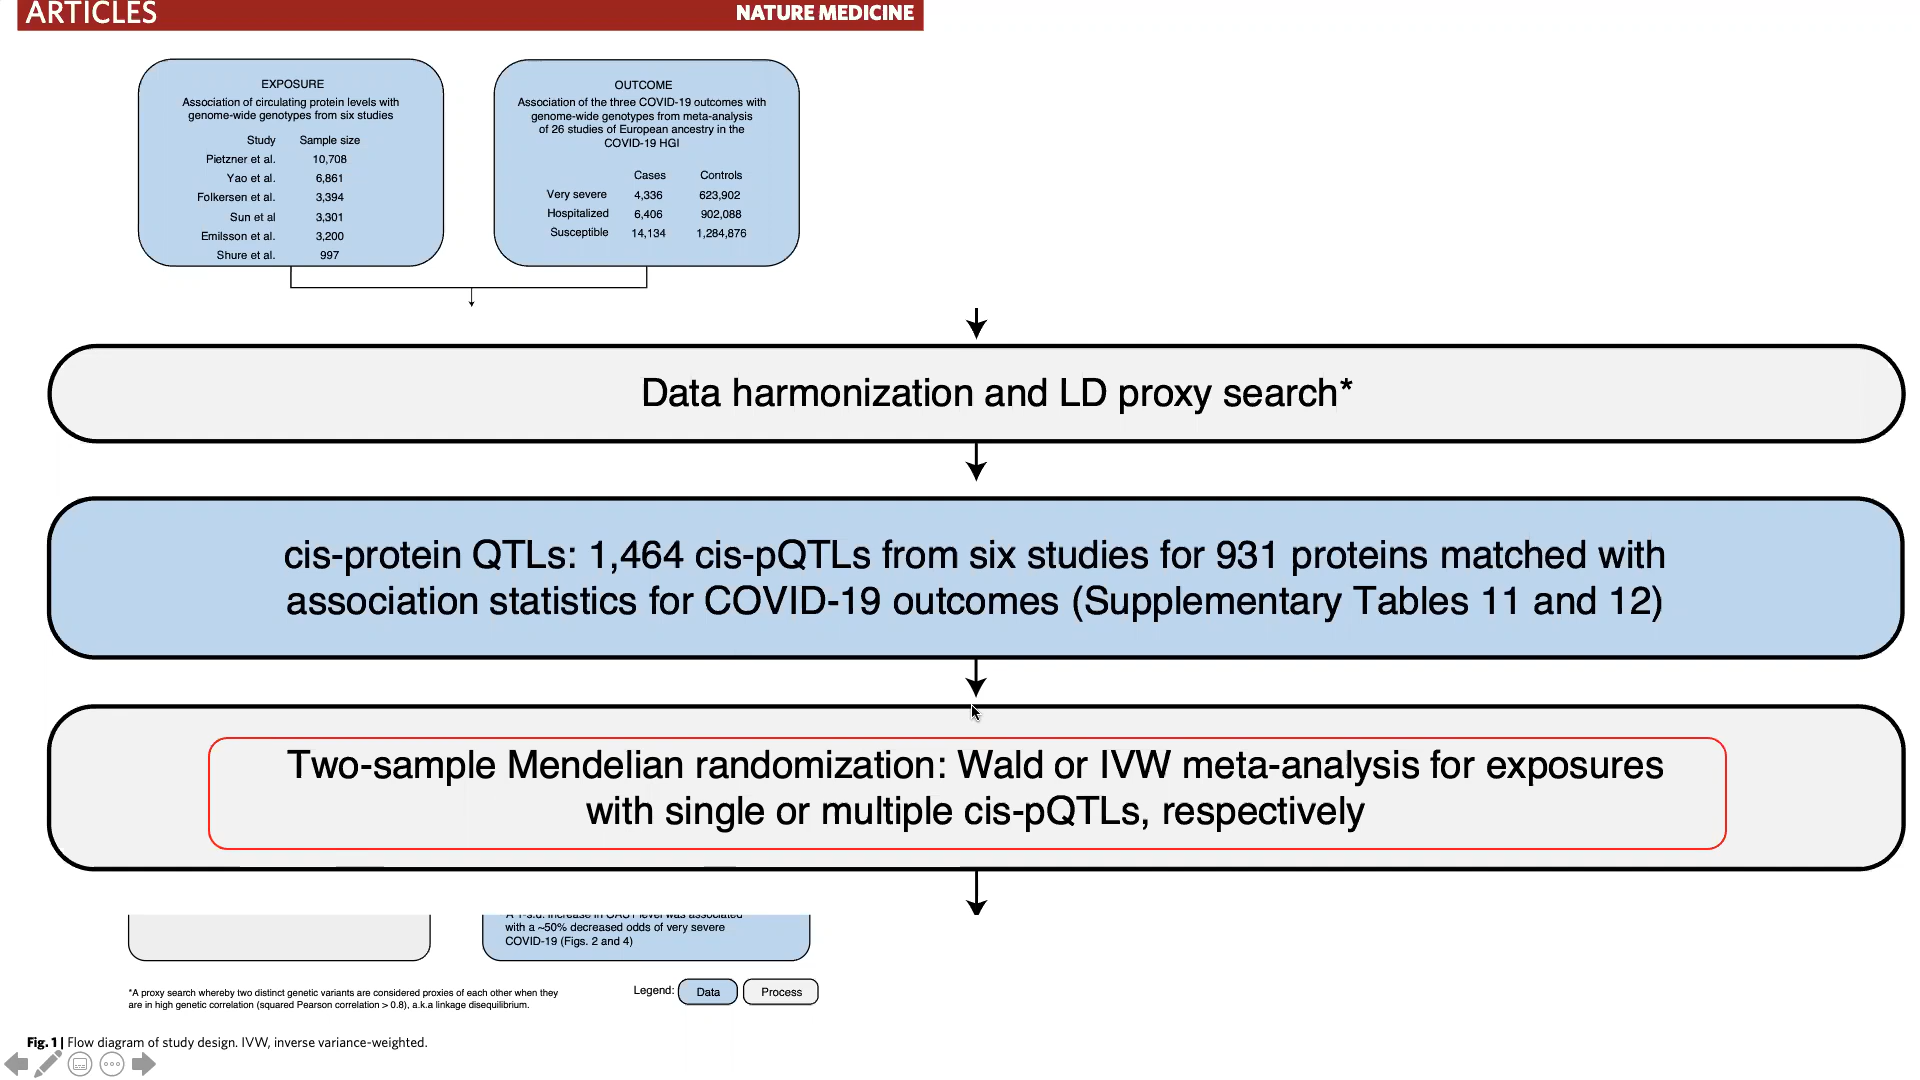 ARTICLES NATURE MEDICINE
EXPOSURE
Association of circulating protein levels with
genome-wide genotypes from six studies
Study Sample size
Pietzner et al. 10,708
Yao et al. 6,861
Folkersen et al. 3,394
Sun et al 3,301
Emilsson et al. 3,200
Shure et al. 997
OUTCOME
Association of the three COVID-19 outcomes with
genome-wide genotypes from meta-analysis
of 26 studies of European ancestry in the
COVID-19 HGI
Cases Controls
Very severe 4,336 623,902
Hospitalized 6,406 902,088
Susceptible 14,134 1,284,876
Data harmonization and LD proxy search*
cis-protein QTLs: 1,464 cis-pQTLs from six studies for 931 proteins matched with
association statistics for COVID-19 outcomes (Supplementary Tables 11 and 12)
Two-sample Mendelian randomization: Wald or IVW meta-analysis for exposures
with single or multiple cis-pQTLs, respectively
A 1-s.d. increase in OAS1 level was associated
with a ~50% decreased odds of very severe
COVID-19 (Figs. 2 and 4)
*A proxy search whereby two distinct genetic variants are considered proxies of each other when they
are in high genetic correlation (squared Pearson correlation > 0.8), a.k.a linkage disequilibrium.
Legend: Data Process
Fig. 1 | Flow diagram of study design. IVW, inverse variance-weighted.